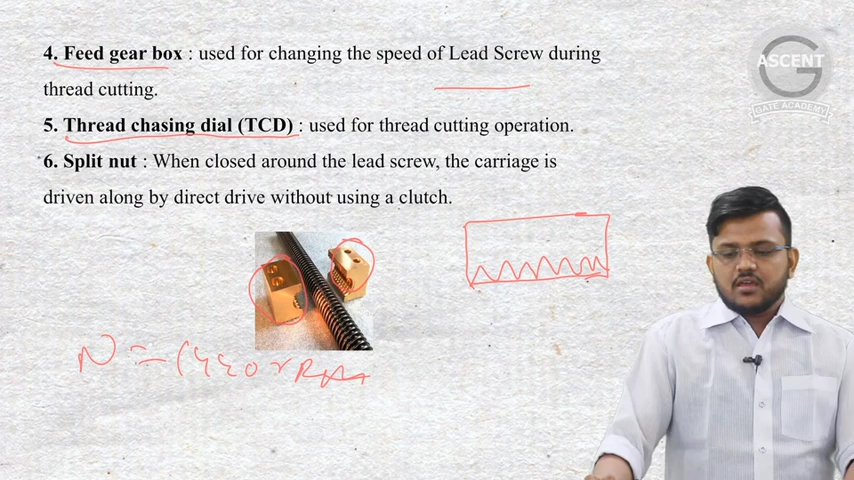 4. Feed gear box : used for changing the speed of Lead Screw during
thread cutting.
5. Thread chasing dial (TCD) : used for thread cutting operation.
6. Split nut : When closed around the lead screw, the carriage is
driven along by direct drive without using a clutch.
ASCENT
GATE ACADEMY
N = 1440 RPM